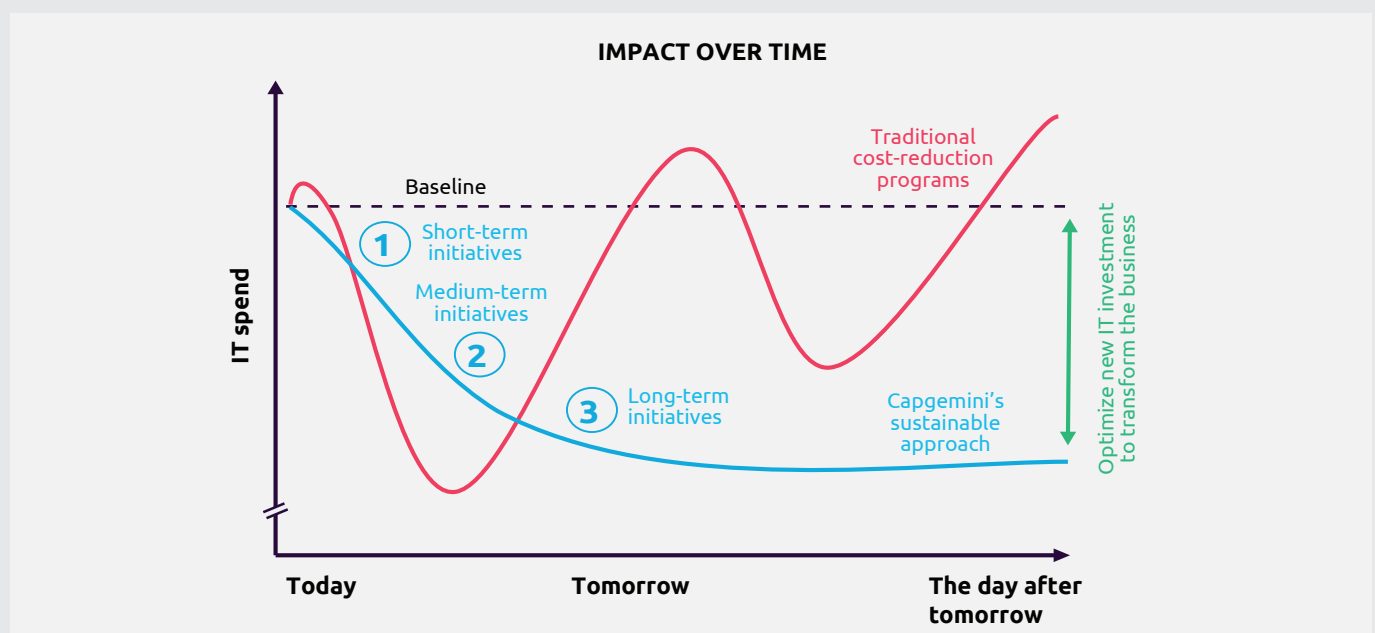 IMPACT OVER TIME
Traditional
cost-reduction
programs
Baseline
1
Short-term
initiatives
Medium-term
initiatives
2
3
Long-term
initiatives
Capgemini's
sustainable
approach
Optimize new IT investment
to transform the business
IT spend
Today
Tomorrow
The day after
tomorrow